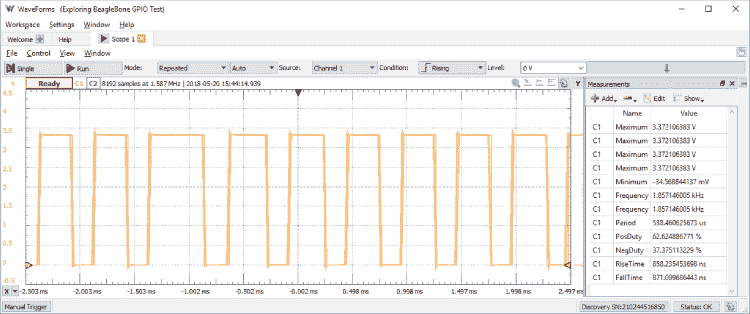 WaveForms (Exploring BeagleBone GPIO Test)
Workspace Settings Window Help
Welcome Help Scope 1
File Control View Window
Single Run Mode: Repeated Auto Source: Channel 1 Condition: Rising Level: 0 V
V Ready C1 C2 8192 samples at 1.587 MHz | 2018-05-20 15:44:14.939 Y
4.5
4
3.5
3
2.5
2
1.5
1
0.5
0
-0.5
X -2.503 ms -2.003 ms -1.502 ms -1.002 ms -0.502 ms -0.002 ms 0.498 ms 0.998 ms 1.498 ms 1.998 ms 2.497 ms
Measurements
Add Edit Show
Name Value
C1 Maximum 3.372106383 V
C1 Maximum 3.372106383 V
C1 Maximum 3.372106383 V
C1 Maximum 3.372106383 V
C1 Minimum -34.568844137 mV
C1 Frequency 1.857146005 kHz
C1 Frequency 1.857146005 kHz
C1 Period 538.460625673 us
C1 PosDuty 62.624886771 %
C1 NegDuty 37.375113229 %
C1 RiseTime 858.235453698 ns
C1 FallTime 871.099686443 ns
Manual Trigger Discovery SN:210244516850 Status: OK